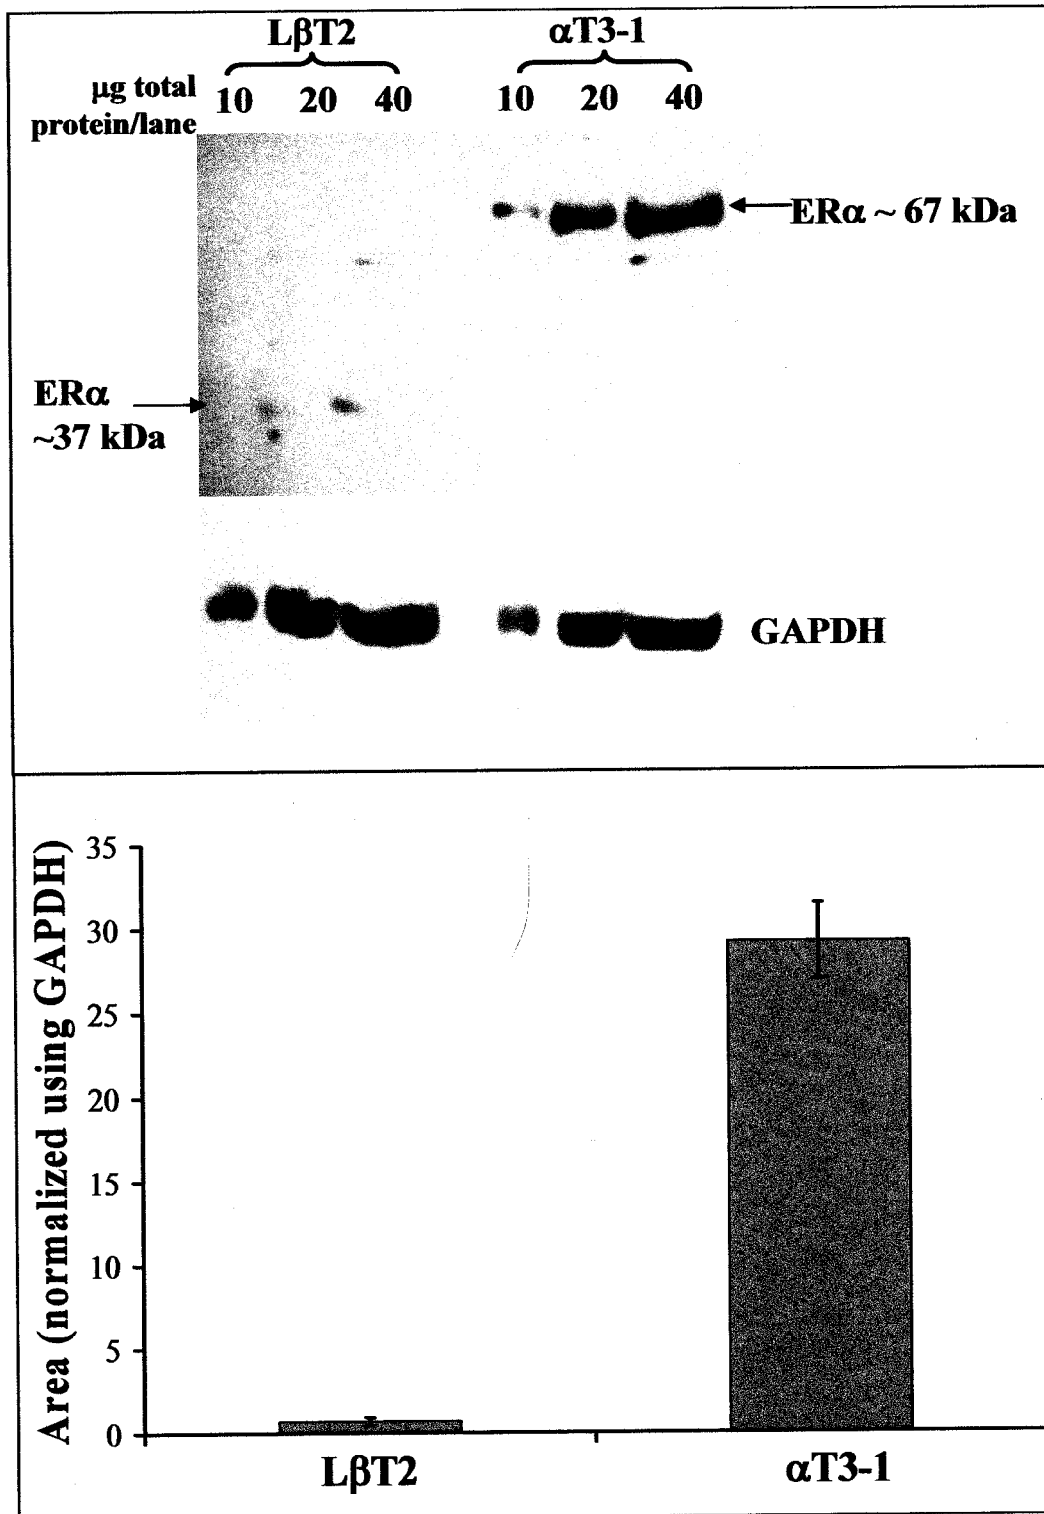 LβT2
αT3-1
μg total
protein/lane
10 20 40
10 20 40
ERα ~ 67 kDa
ERα
~37 kDa
GAPDH
Area (normalized using GAPDH)
35
30
25
20
15
10
5
0
LβT2
αT3-1